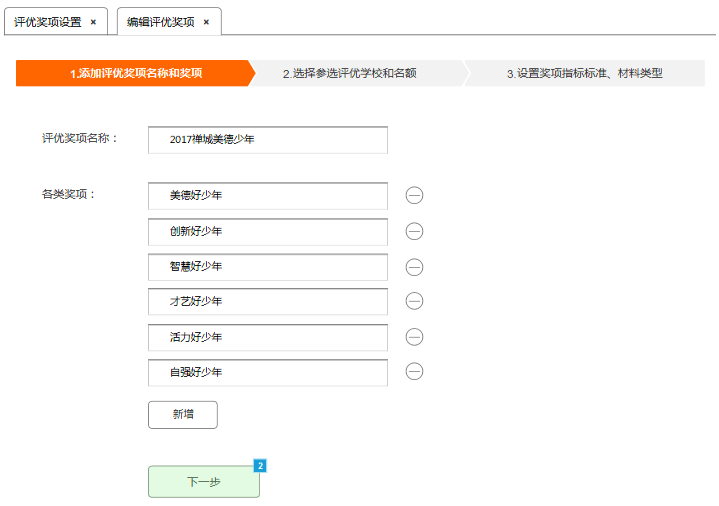 评优奖项设置 × 编辑评优奖项 ×
1.添加评优奖项名称和奖项 2.选择参选评优学校和名额 3.设置奖项指标标准、材料类型
评优奖项名称： 2017禅城美德少年
各类奖项： 美德好少年
创新好少年
智慧好少年
才艺好少年
活力好少年
自强好少年
新增
2
下一步